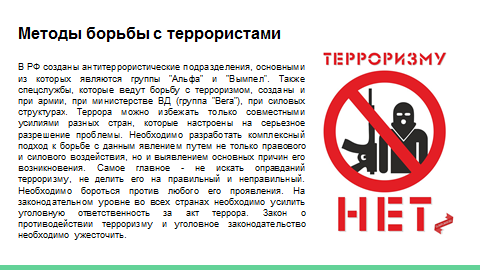 Методы борьбы с террористами
В РФ созданы антитеррористические подразделения, основными
из которых являются группы "Альфа" и "Вымпел". Также
спецслужбы, которые ведут борьбу с терроризмом, созданы и
при армии, при министерстве ВД (группа "Вега"), при силовых
структурах. Террора можно избежать только совместными
усилиями разных стран, которые настроены на серьезное
разрешение проблемы. Необходимо разработать комплексный
подход к борьбе с данным явлением путем не только правового
и силового воздействия, но и выявлением основных причин его
возникновения. Самое главное - не искать оправданий
терроризму, не делить его на правильный и неправильный.
Необходимо бороться против любого его проявления. На
законодательном уровне во всех странах необходимо усилить
уголовную ответственность за акт террора. Закон о
противодействии терроризму и уголовное законодательство
необходимо ужесточить.
ТЕРРОРИЗМУ
НЕТ